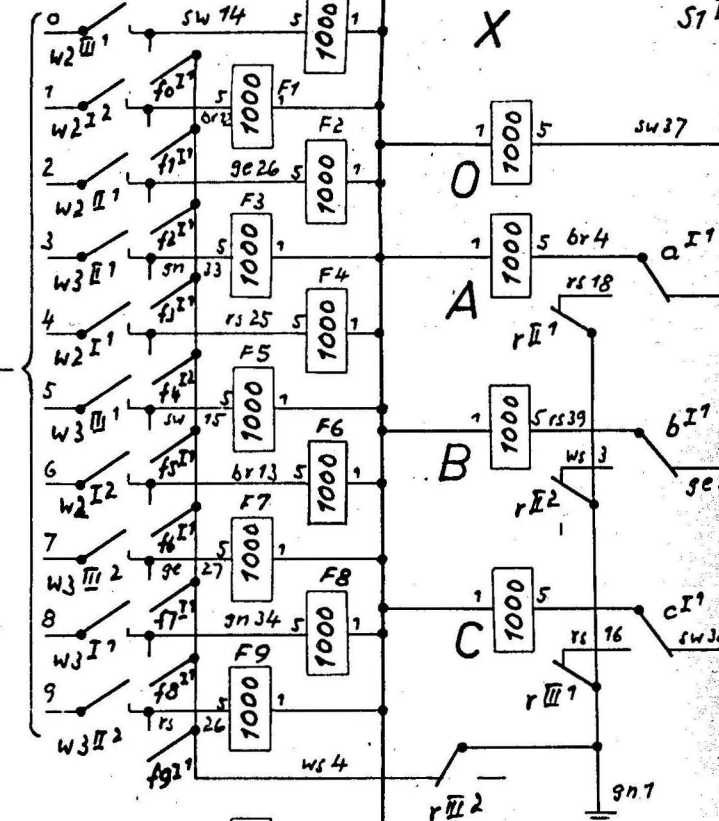 0 sw 14 5 1000 1 X S1
w2 III 1
1 f0 I 1 5 1000 F1 1
w2 I 2 F2 1 1000 5 sw 37
2 f1 I 1 ge 26 5 1000 1 O
w2 II 1 F3
3 f2 I 1 5 1000 1 1 1000 5 br 4 a I 1
w3 II 1 gn 33 F4 A rs 18
4 f3 I 1 rs 25 5 1000 1 r II 1
w2 I 1 F5
5 f4 I 2 5 1000 1
w3 III 1 sw 15 F6 1 1000 5 rs 39 b I 1
6 f5 I 1 br 13 5 1000 1 B ws 3 ge
w2 I 2 F7 r II 2
7 f6 I 1 5 1000 1
w3 III 2 ge 27 F8 1 1000 5 c I 1
8 f7 I 1 gn 34 5 1000 1 C rs 16 sw
w3 I 1 F9
9 f8 I 1 5 1000 1 r III 1
w3 II 2 rs 26
f9 I 1 ws 4 gn 1
r III 2